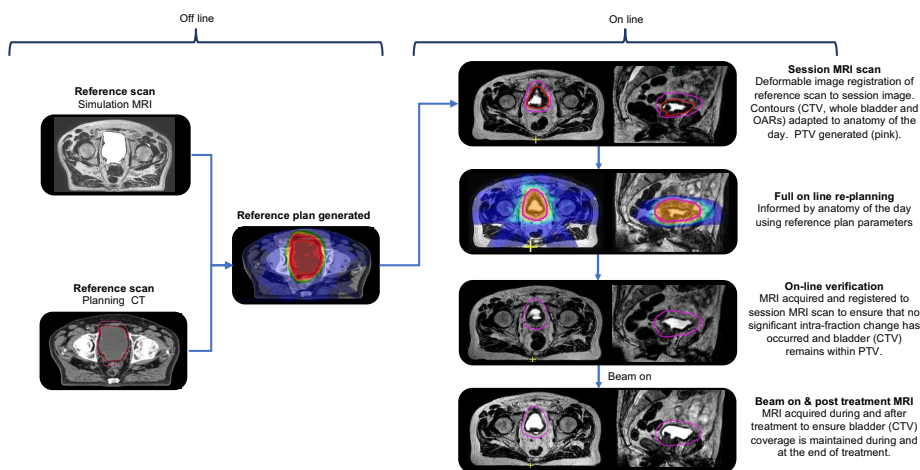 Off line
On line
Reference scan
Simulation MRI
Reference scan
Planning CT
Reference plan generated
Session MRI scan
Deformable image registration of
reference scan to session image.
Contours (CTV, whole bladder and
OARs) adapted to anatomy of the
day. PTV generated (pink).
Full on line re-planning
Informed by anatomy of the day
using reference plan parameters
On-line verification
MRI acquired and registered to
session MRI scan to ensure that no
significant intra-fraction change has
occurred and bladder (CTV)
remains within PTV.
Beam on
Beam on & post treatment MRI
MRI acquired during and after
treatment to ensure bladder (CTV)
coverage is maintained during and
at the end of treatment.